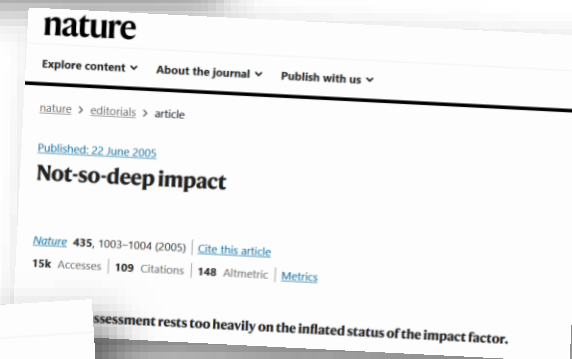 nature
Explore content About the journal Publish with us
nature > editorials > article
Published: 22 June 2005
Not-so-deep impact
Nature 435, 1003–1004 (2005) | Cite this article
15k Accesses | 109 Citations | 148 Altmetric | Metrics
ssessment rests too heavily on the inflated status of the impact factor.